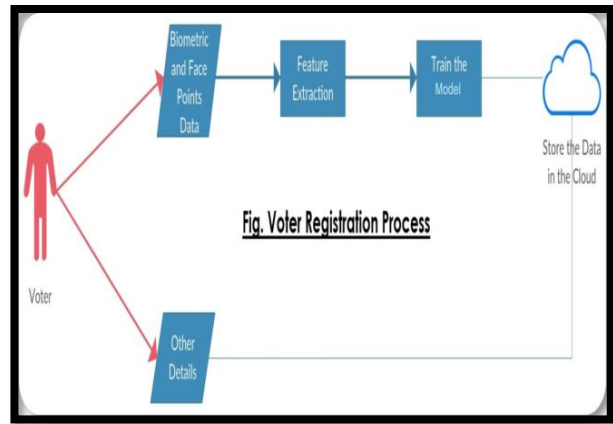 Biometric
and Face
Points
Data
Feature
Extraction
Train the
Model
Store the Data
in the Cloud
Fig. Voter Registration Process
Voter
Other
Details